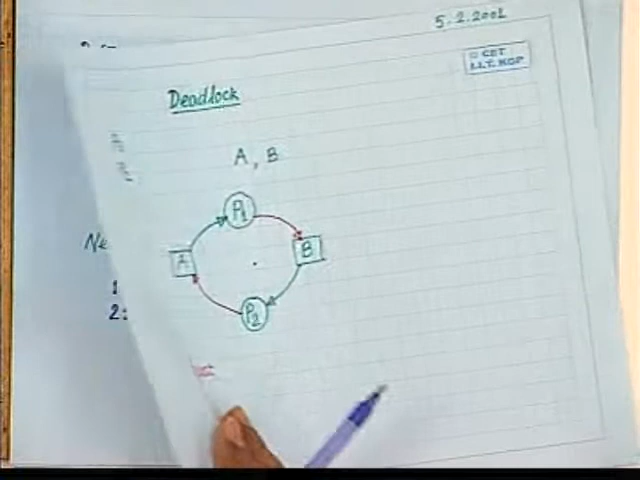 5.2.2001
© CET
I.I.T. KGP
Deadlock
A, B
P1
A
B
P2
Ne
1
2: